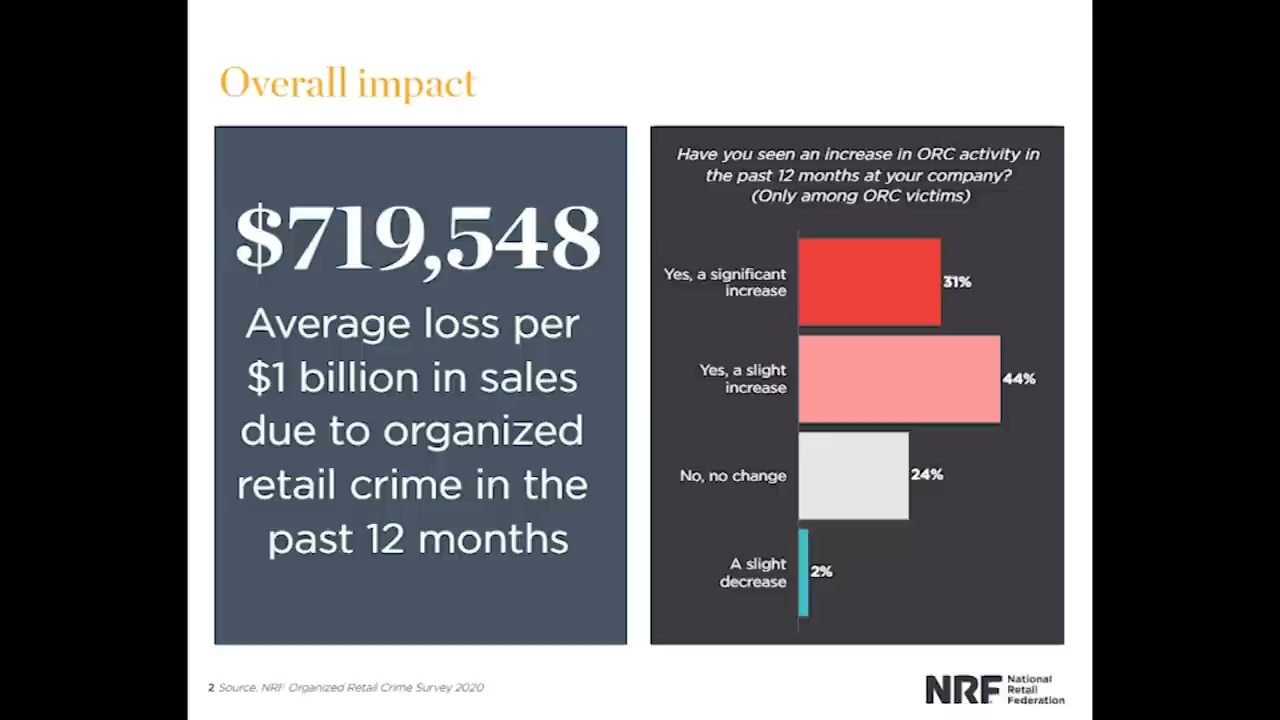 Overall impact
$719,548
Average loss per
$1 billion in sales
due to organized
retail crime in the
past 12 months
Have you seen an increase in ORC activity in
the past 12 months at your company?
(Only among ORC victims)
Yes, a significant
increase
31%
Yes, a slight
increase
44%
No, no change
24%
A slight
decrease
2%
2 Source. NRF Organized Retail Crime Survey 2020
NRF
National
Retail
Federation